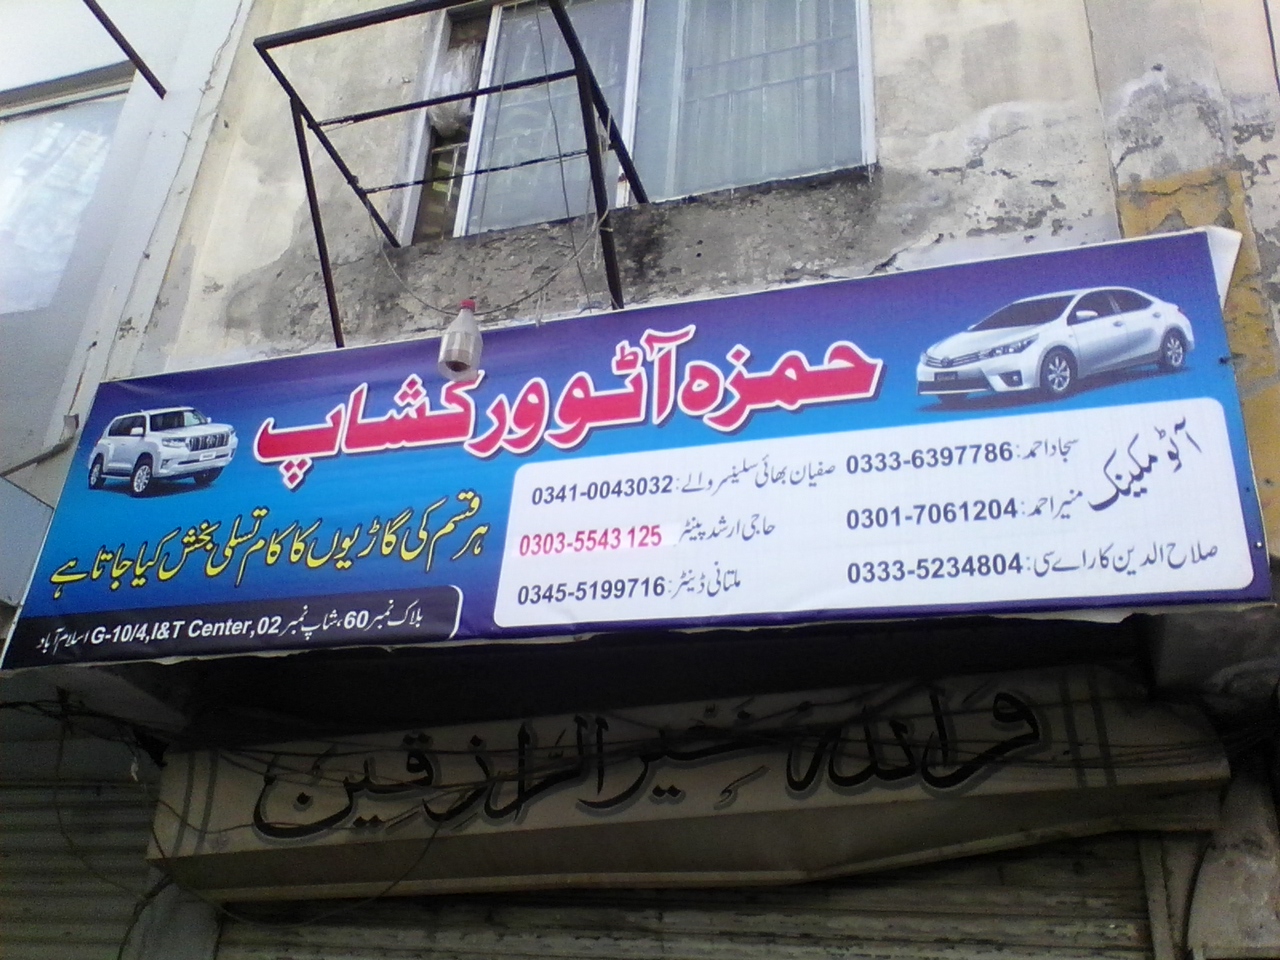 حمزہ آٹو ورکشاپ
ہر قسم کی گاڑیوں کا کام تسلی بخش کیا جاتا ہے
بلاک نمبر 60، شاپ نمبر 02, G-10/4,I&T Center اسلام آباد
آٹو مکینک
سجاد احمد: 0333-6397786
منیر احمد: 0301-7061204
صلاح الدین کار اے سی: 0333-5234804
صفیان بھائی سلینسر والے: 0341-0043032
حاجی ارشد پینٹر 0303-5543125
ملتانی ڈینٹر: 0345-5199716
واللہ خیر الرازقین